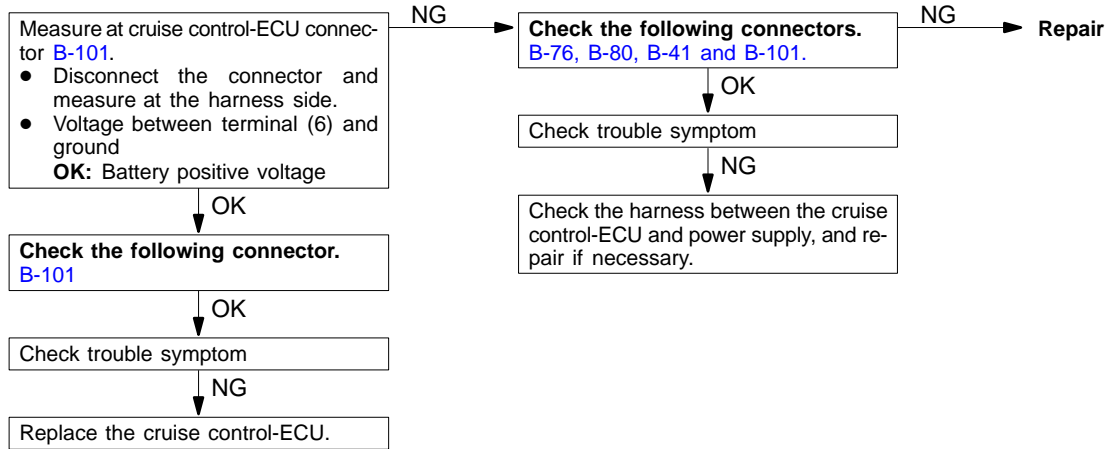 Measure at cruise control-ECU connec-
tor B-101.
● Disconnect the connector and
measure at the harness side.
● Voltage between terminal (6) and
ground
OK: Battery positive voltage
OK
Check the following connector.
B-101
OK
Check trouble symptom
NG
Replace the cruise control-ECU.
NG
Check the following connectors.
B-76, B-80, B-41 and B-101.
NG
Repair
OK
Check trouble symptom
NG
Check the harness between the cruise
control-ECU and power supply, and re-
pair if necessary.